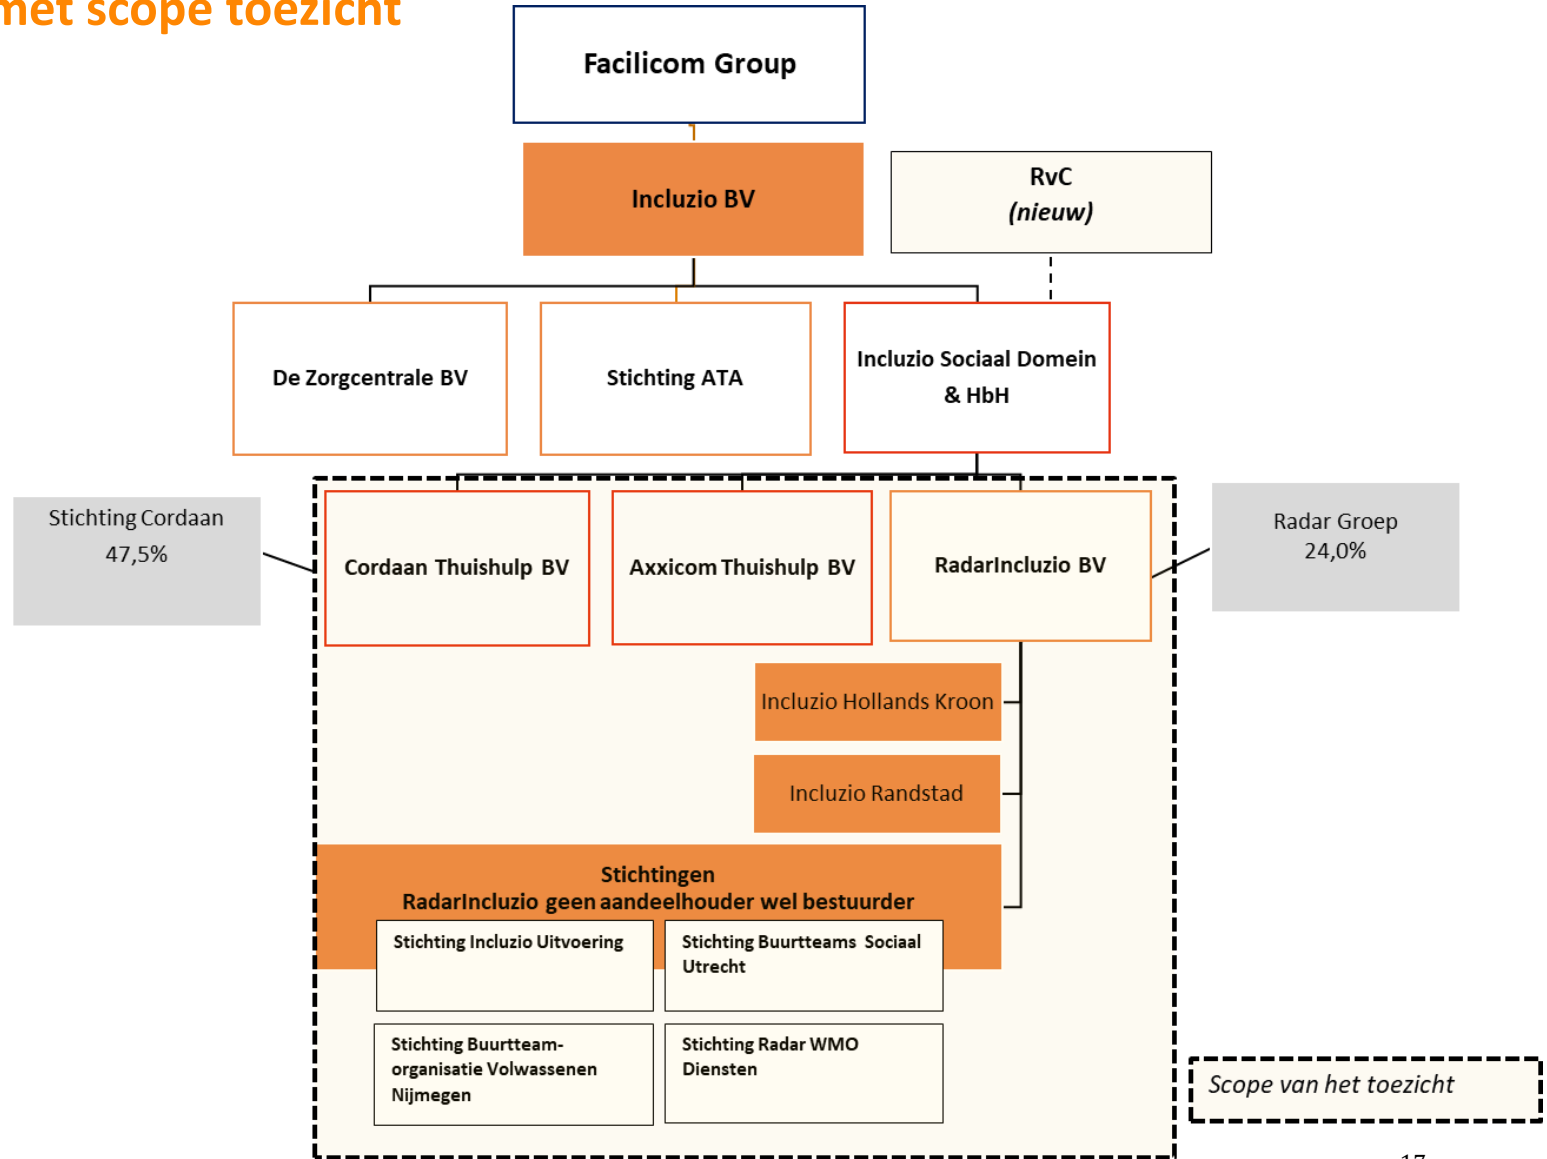 met scope toezicht
Facilicom Group
Incluzio BV
RvC
(nieuw)
De Zorgcentrale BV
Stichting ATA
Incluzio Sociaal Domein
& HbH
Stichting Cordaan
47,5%
Cordaan Thuishulp BV
Axxicom Thuishulp BV
RadarIncluzio BV
Radar Groep
24,0%
Incluzio Hollands Kroon
Incluzio Randstad
Stichtingen
RadarIncluzio geen aandeelhouder wel bestuurder
Stichting Incluzio Uitvoering
Stichting Buurtteams Sociaal
Utrecht
Stichting Buurtteam-
organisatie Volwassenen
Nijmegen
Stichting Radar WMO
Diensten
Scope van het toezicht
17